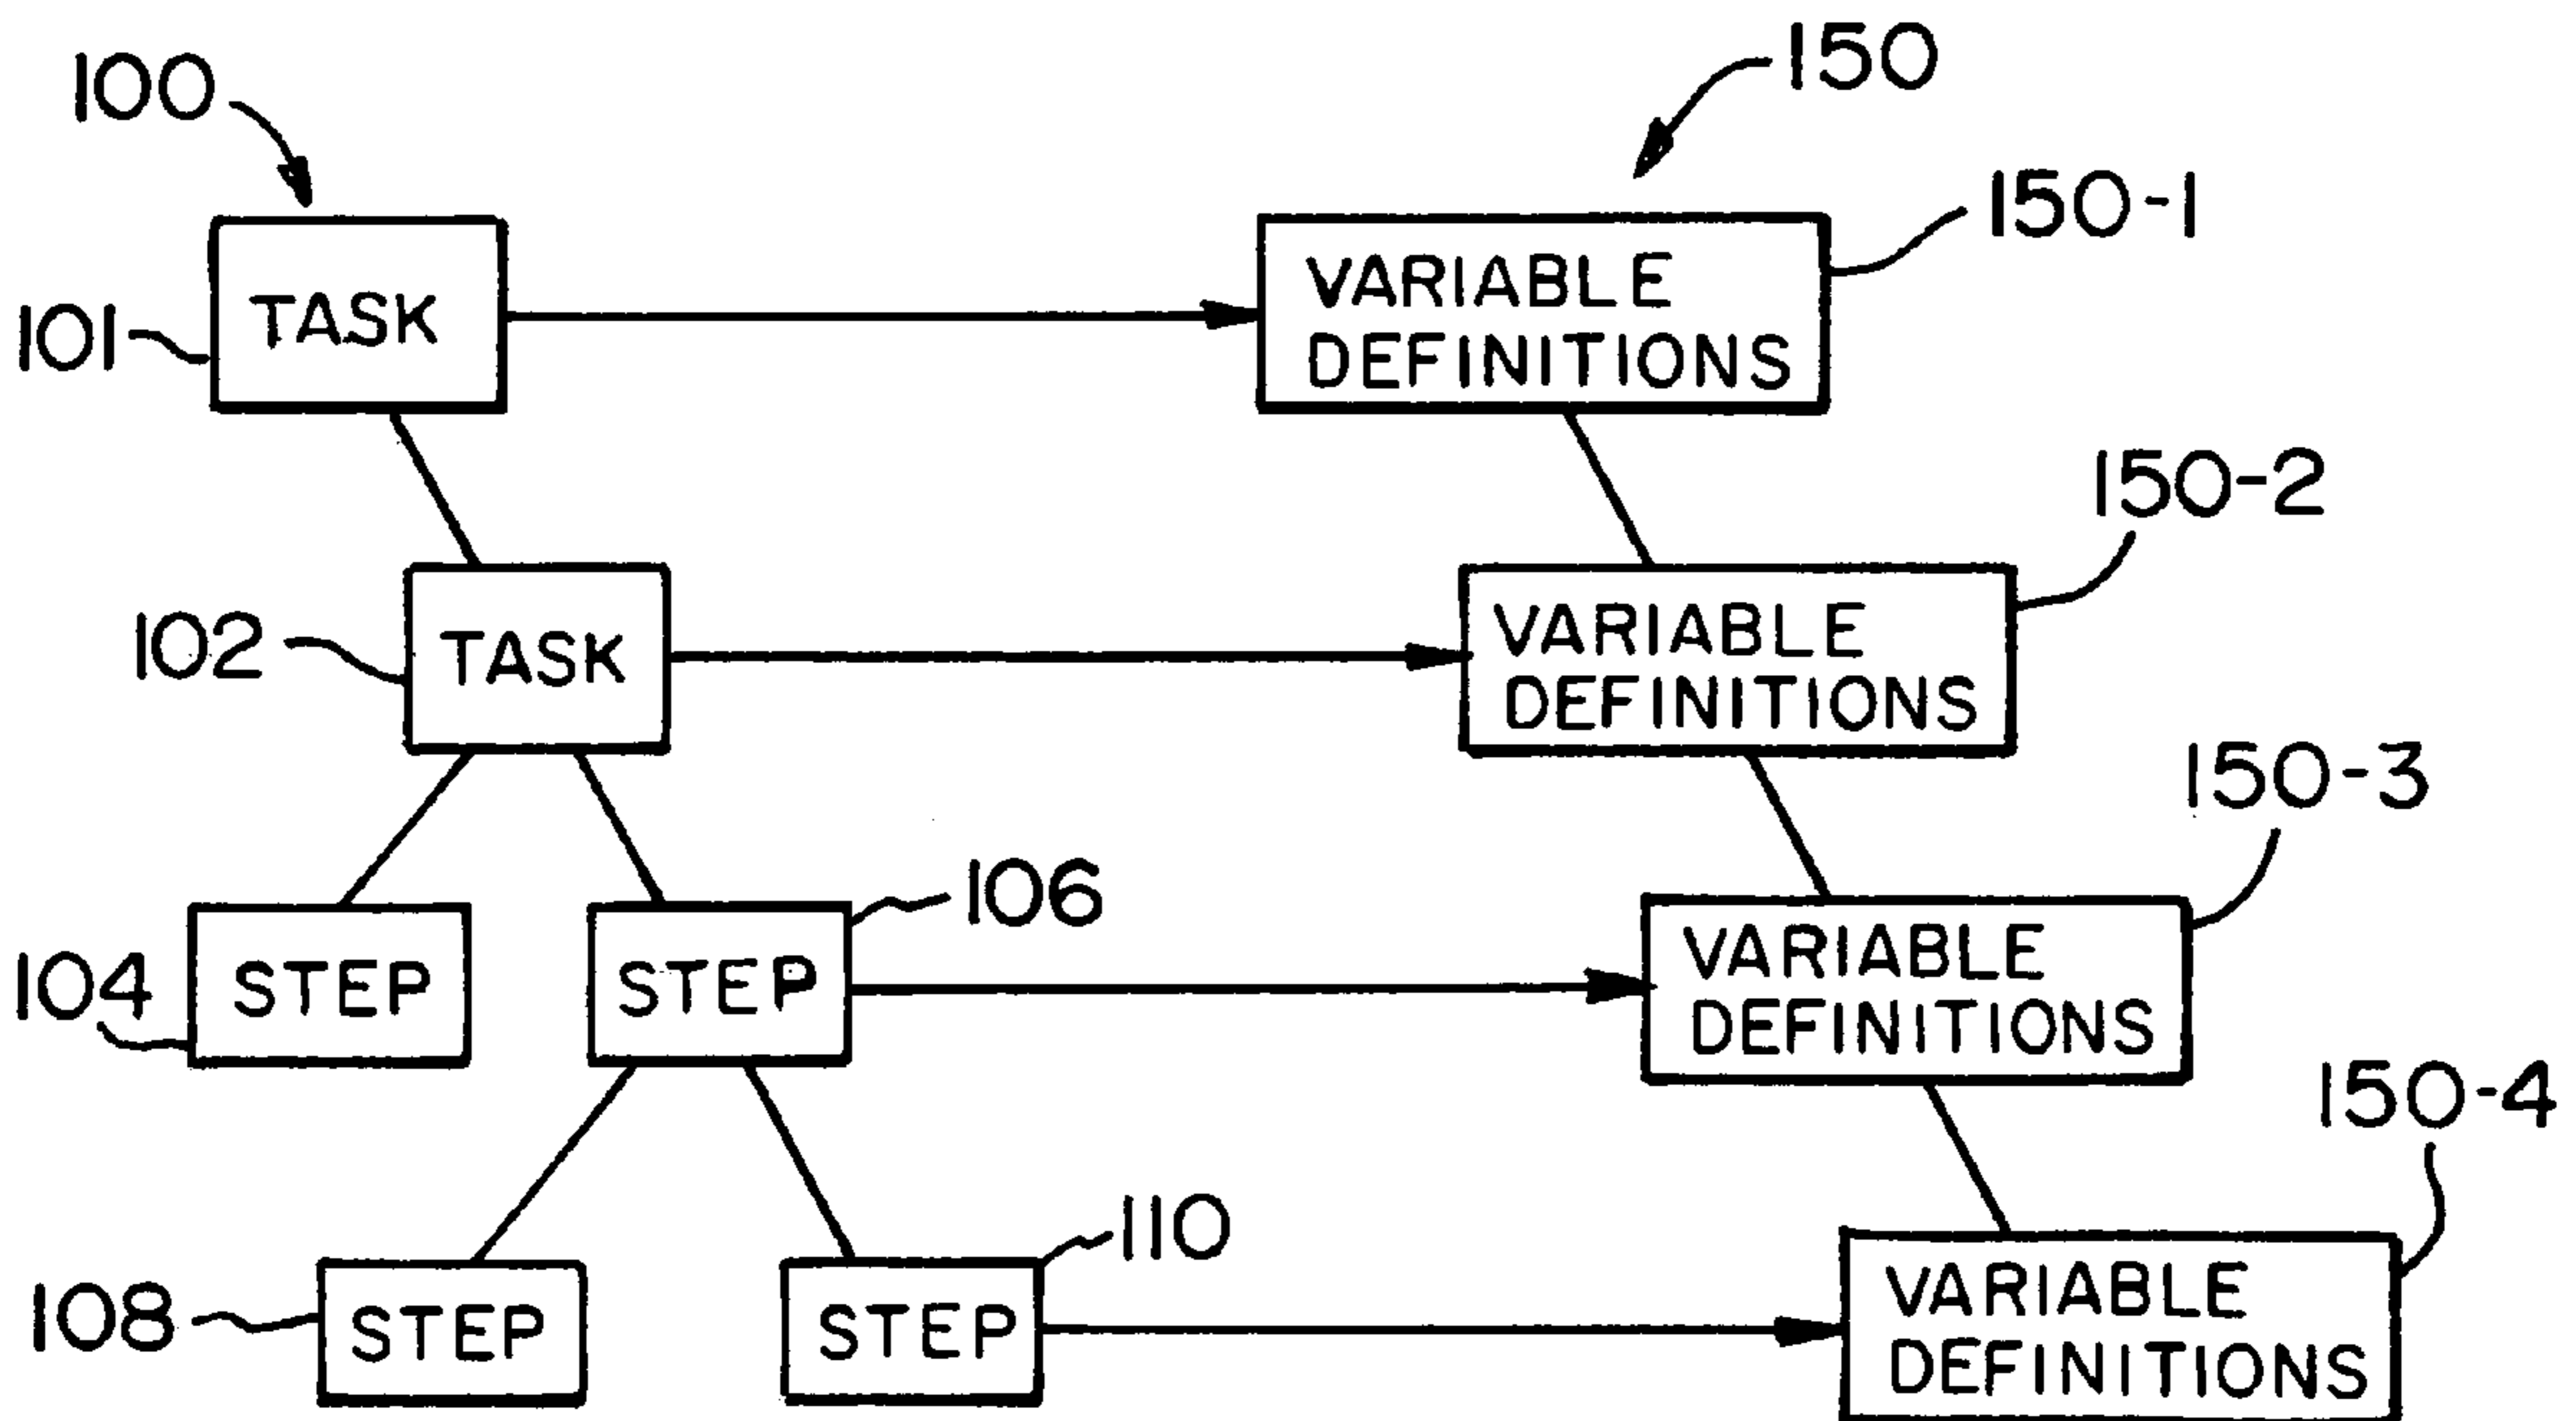 100
150
150-1
101
TASK
VARIABLE
DEFINITIONS
150-2
102
TASK
VARIABLE
DEFINITIONS
150-3
104
STEP
106
STEP
VARIABLE
DEFINITIONS
150-4
108
STEP
110
STEP
VARIABLE
DEFINITIONS